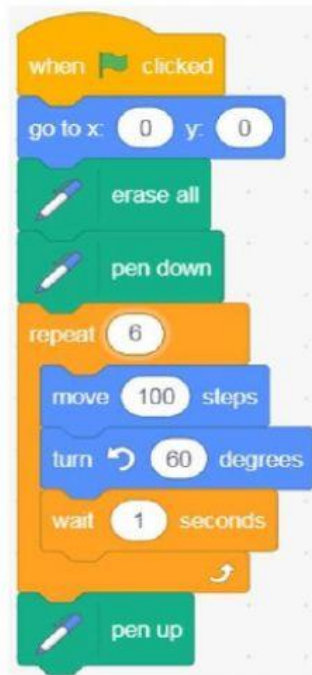 when clicked
go to x: 0 y: 0
erase all
pen down
repeat 6
move 100 steps
turn 60 degrees
wait 1 seconds
pen up